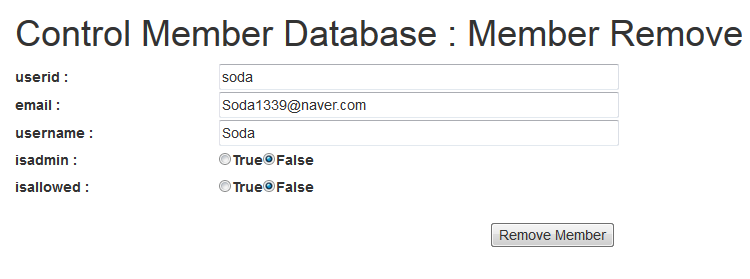 Control Member Database : Member Remove
userid : soda
email : Soda1339@naver.com
username : Soda
isadmin : True False
isallowed : True False
Remove Member